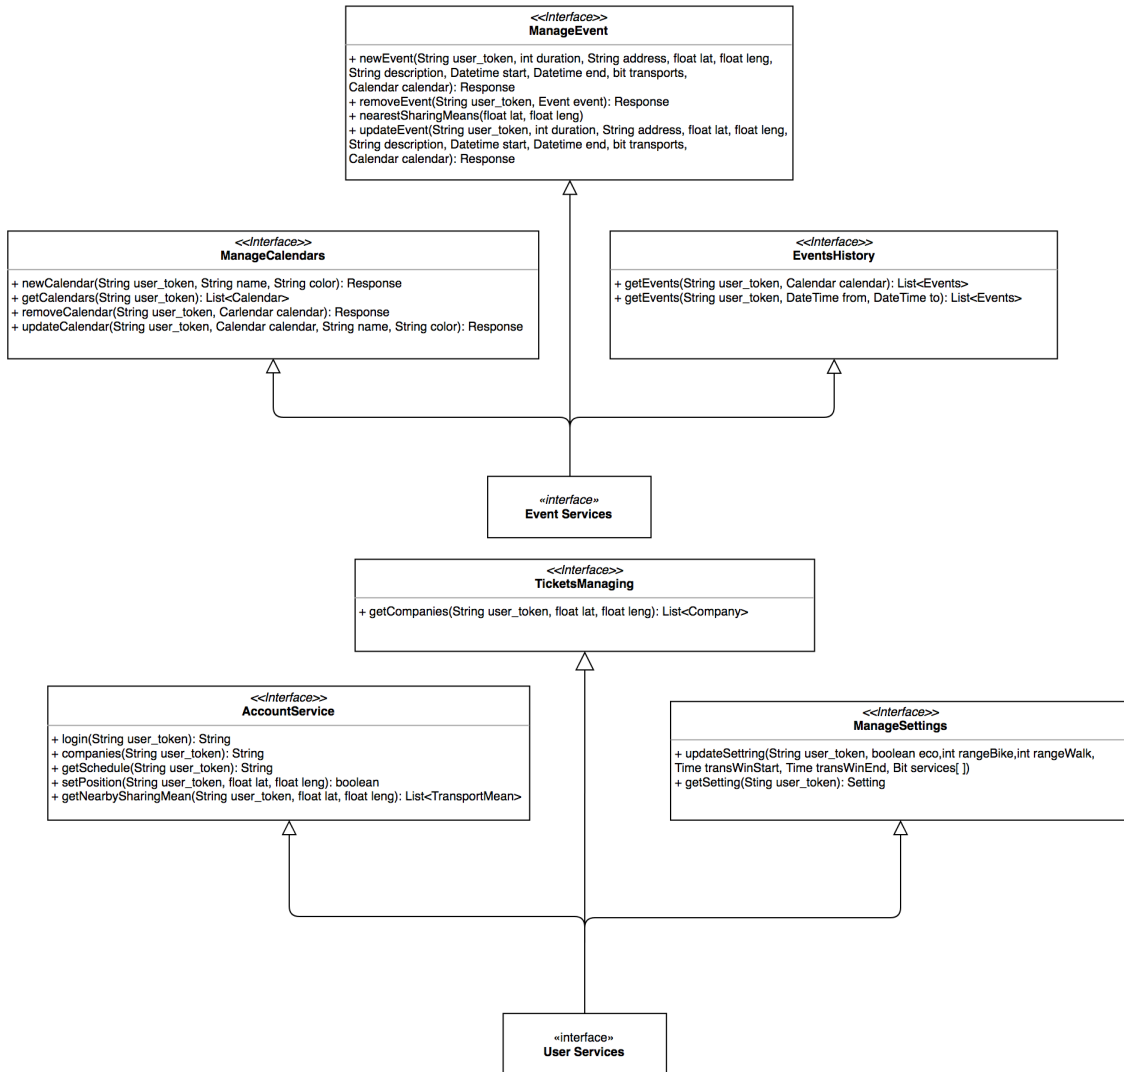 <<Interface>>
ManageEvent
+ newEvent(String user_token, int duration, String address, float lat, float leng,
String description, Datetime start, Datetime end, bit transports,
Calendar calendar): Response
+ removeEvent(String user_token, Event event): Response
+ nearestSharingMeans(float lat, float leng)
+ updateEvent(String user_token, int duration, String address, float lat, float leng,
String description, Datetime start, Datetime end, bit transports,
Calendar calendar): Response
<<Interface>>
ManageCalendars
+ newCalendar(String user_token, String name, String color): Response
+ getCalendars(String user_token): List<Calendar>
+ removeCalendar(String user_token, Carlendar calendar): Response
+ updateCalendar(String user_token, Calendar calendar, String name, String color): Response
<<Interface>>
EventsHistory
+ getEvents(String user_token, Calendar calendar): List<Events>
+ getEvents(String user_token, DateTime from, DateTime to): List<Events>
«interface»
Event Services
<<Interface>>
TicketsManaging
+ getCompanies(String user_token, float lat, float leng): List<Company>
<<Interface>>
AccountService
+ login(String user_token): String
+ companies(String user_token): String
+ getSchedule(String user_token): String
+ setPosition(String user_token, float lat, float leng): boolean
+ getNearbySharingMean(String user_token, float lat, float leng): List<TransportMean>
<<Interface>>
ManageSettings
+ updateSettring(String user_token, boolean eco,int rangeBike,int rangeWalk,
Time transWinStart, Time transWinEnd, Bit services[ ])
+ getSetting(Sting user_token): Setting
«interface»
User Services